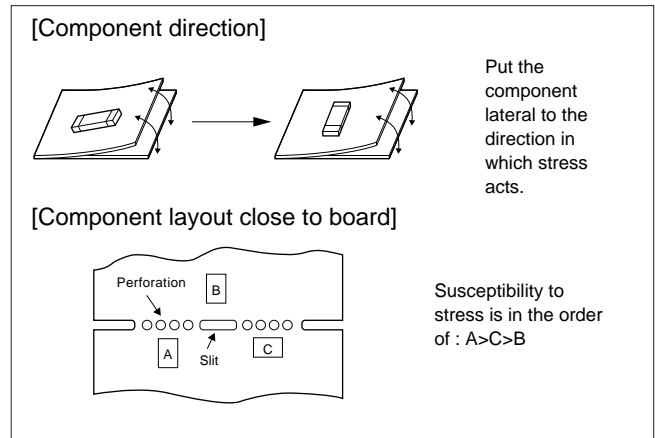 [Component direction]
Put the
component
lateral to the
direction in
which stress
acts.
[Component layout close to board]
Perforation
B
A
Slit
C
Susceptibility to
stress is in the order
of : A>C>B